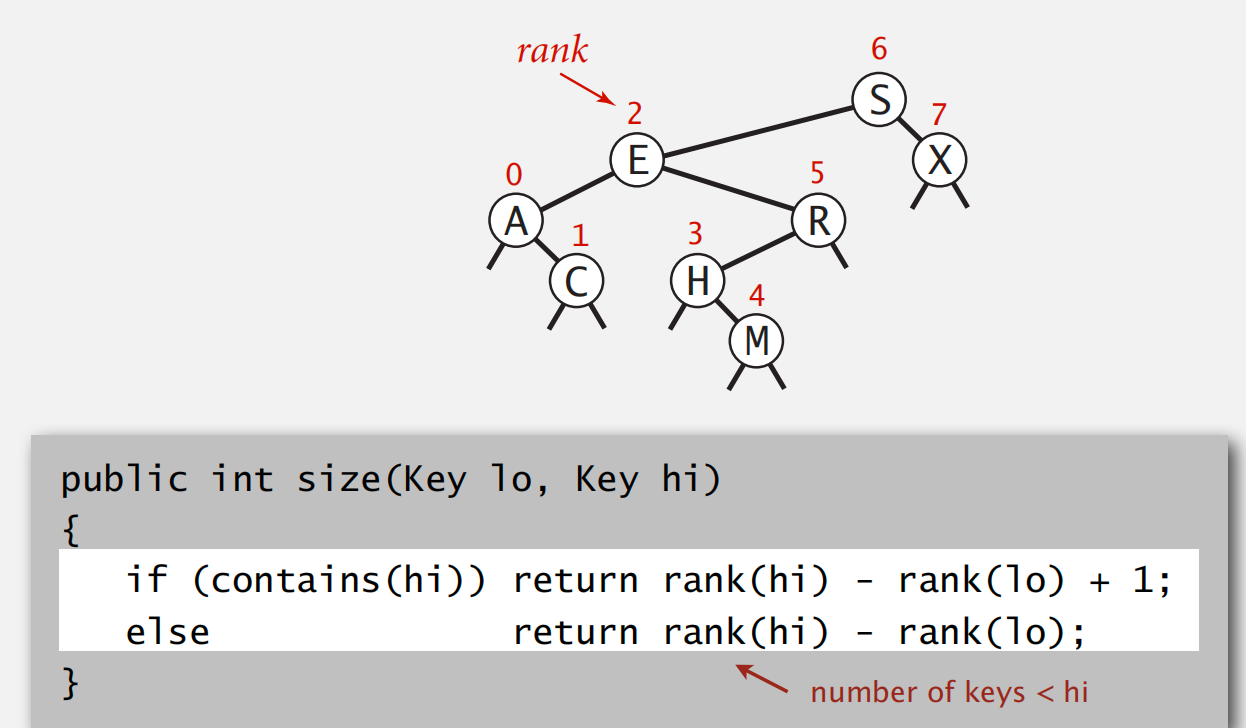 rank
6
S
2
7
E
X
0
5
A
R
1
3
C
H
4
M
public int size(Key lo, Key hi)
{
if (contains(hi)) return rank(hi) - rank(lo) + 1;
else return rank(hi) - rank(lo);
}
number of keys < hi